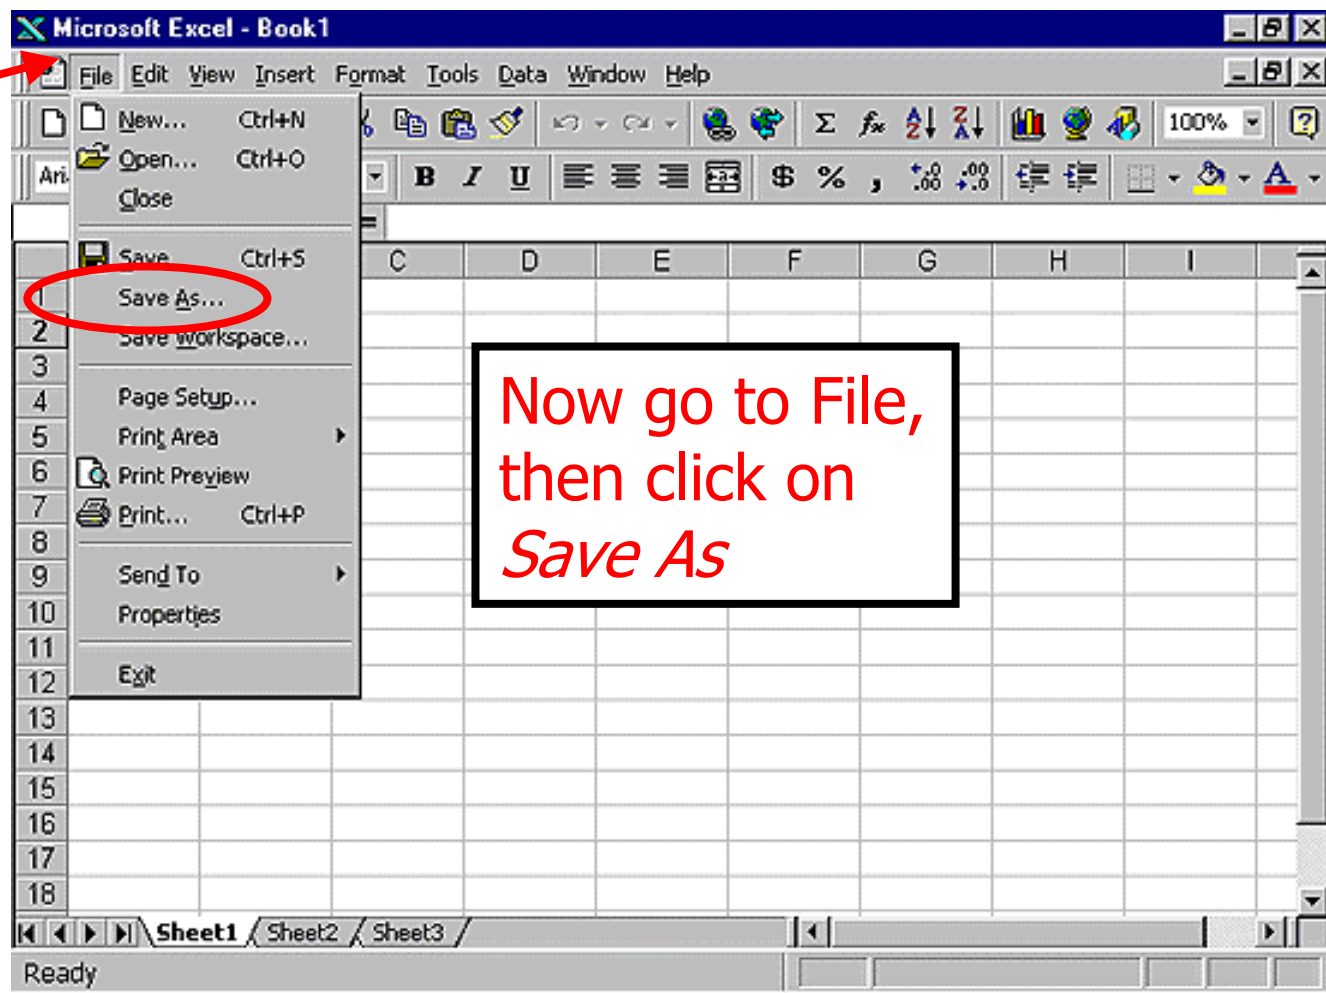 Microsoft Excel - Book1
File Edit View Insert Format Tools Data Window Help
New... Ctrl+N
100%
Open... Ctrl+O
Ari
B I U $ % ,
Close
=
Save Ctrl+S
C D E F G H I
1
Save As...
2
Save Workspace...
3
Page Setup...
4
Print Area
5
Print Preview
6
Print... Ctrl+P
7
8
Send To
9
Properties
10
11
Exit
12
13
14
15
16
17
18
Now go to File,
then click on
Save As
Sheet1 Sheet2 Sheet3
Ready